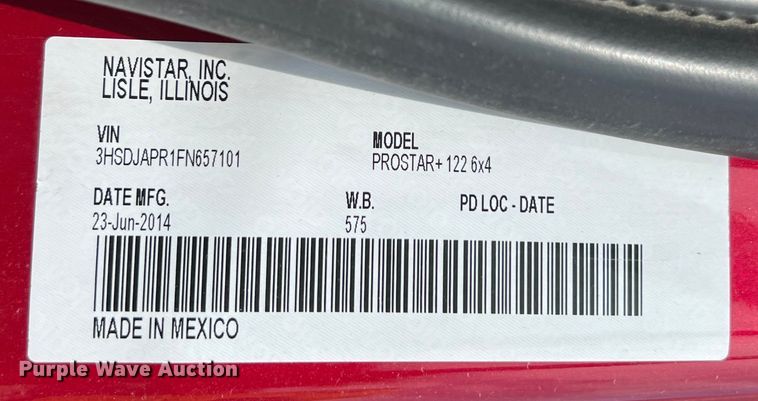 NAVISTAR, INC.
LISLE, ILLINOIS
VIN
3HSDJAPR1FN657101
MODEL
PROSTAR+ 122 6x4
DATE MFG.
23-Jun-2014
W.B.
575
PD LOC - DATE
MADE IN MEXICO
Purple Wave Auction